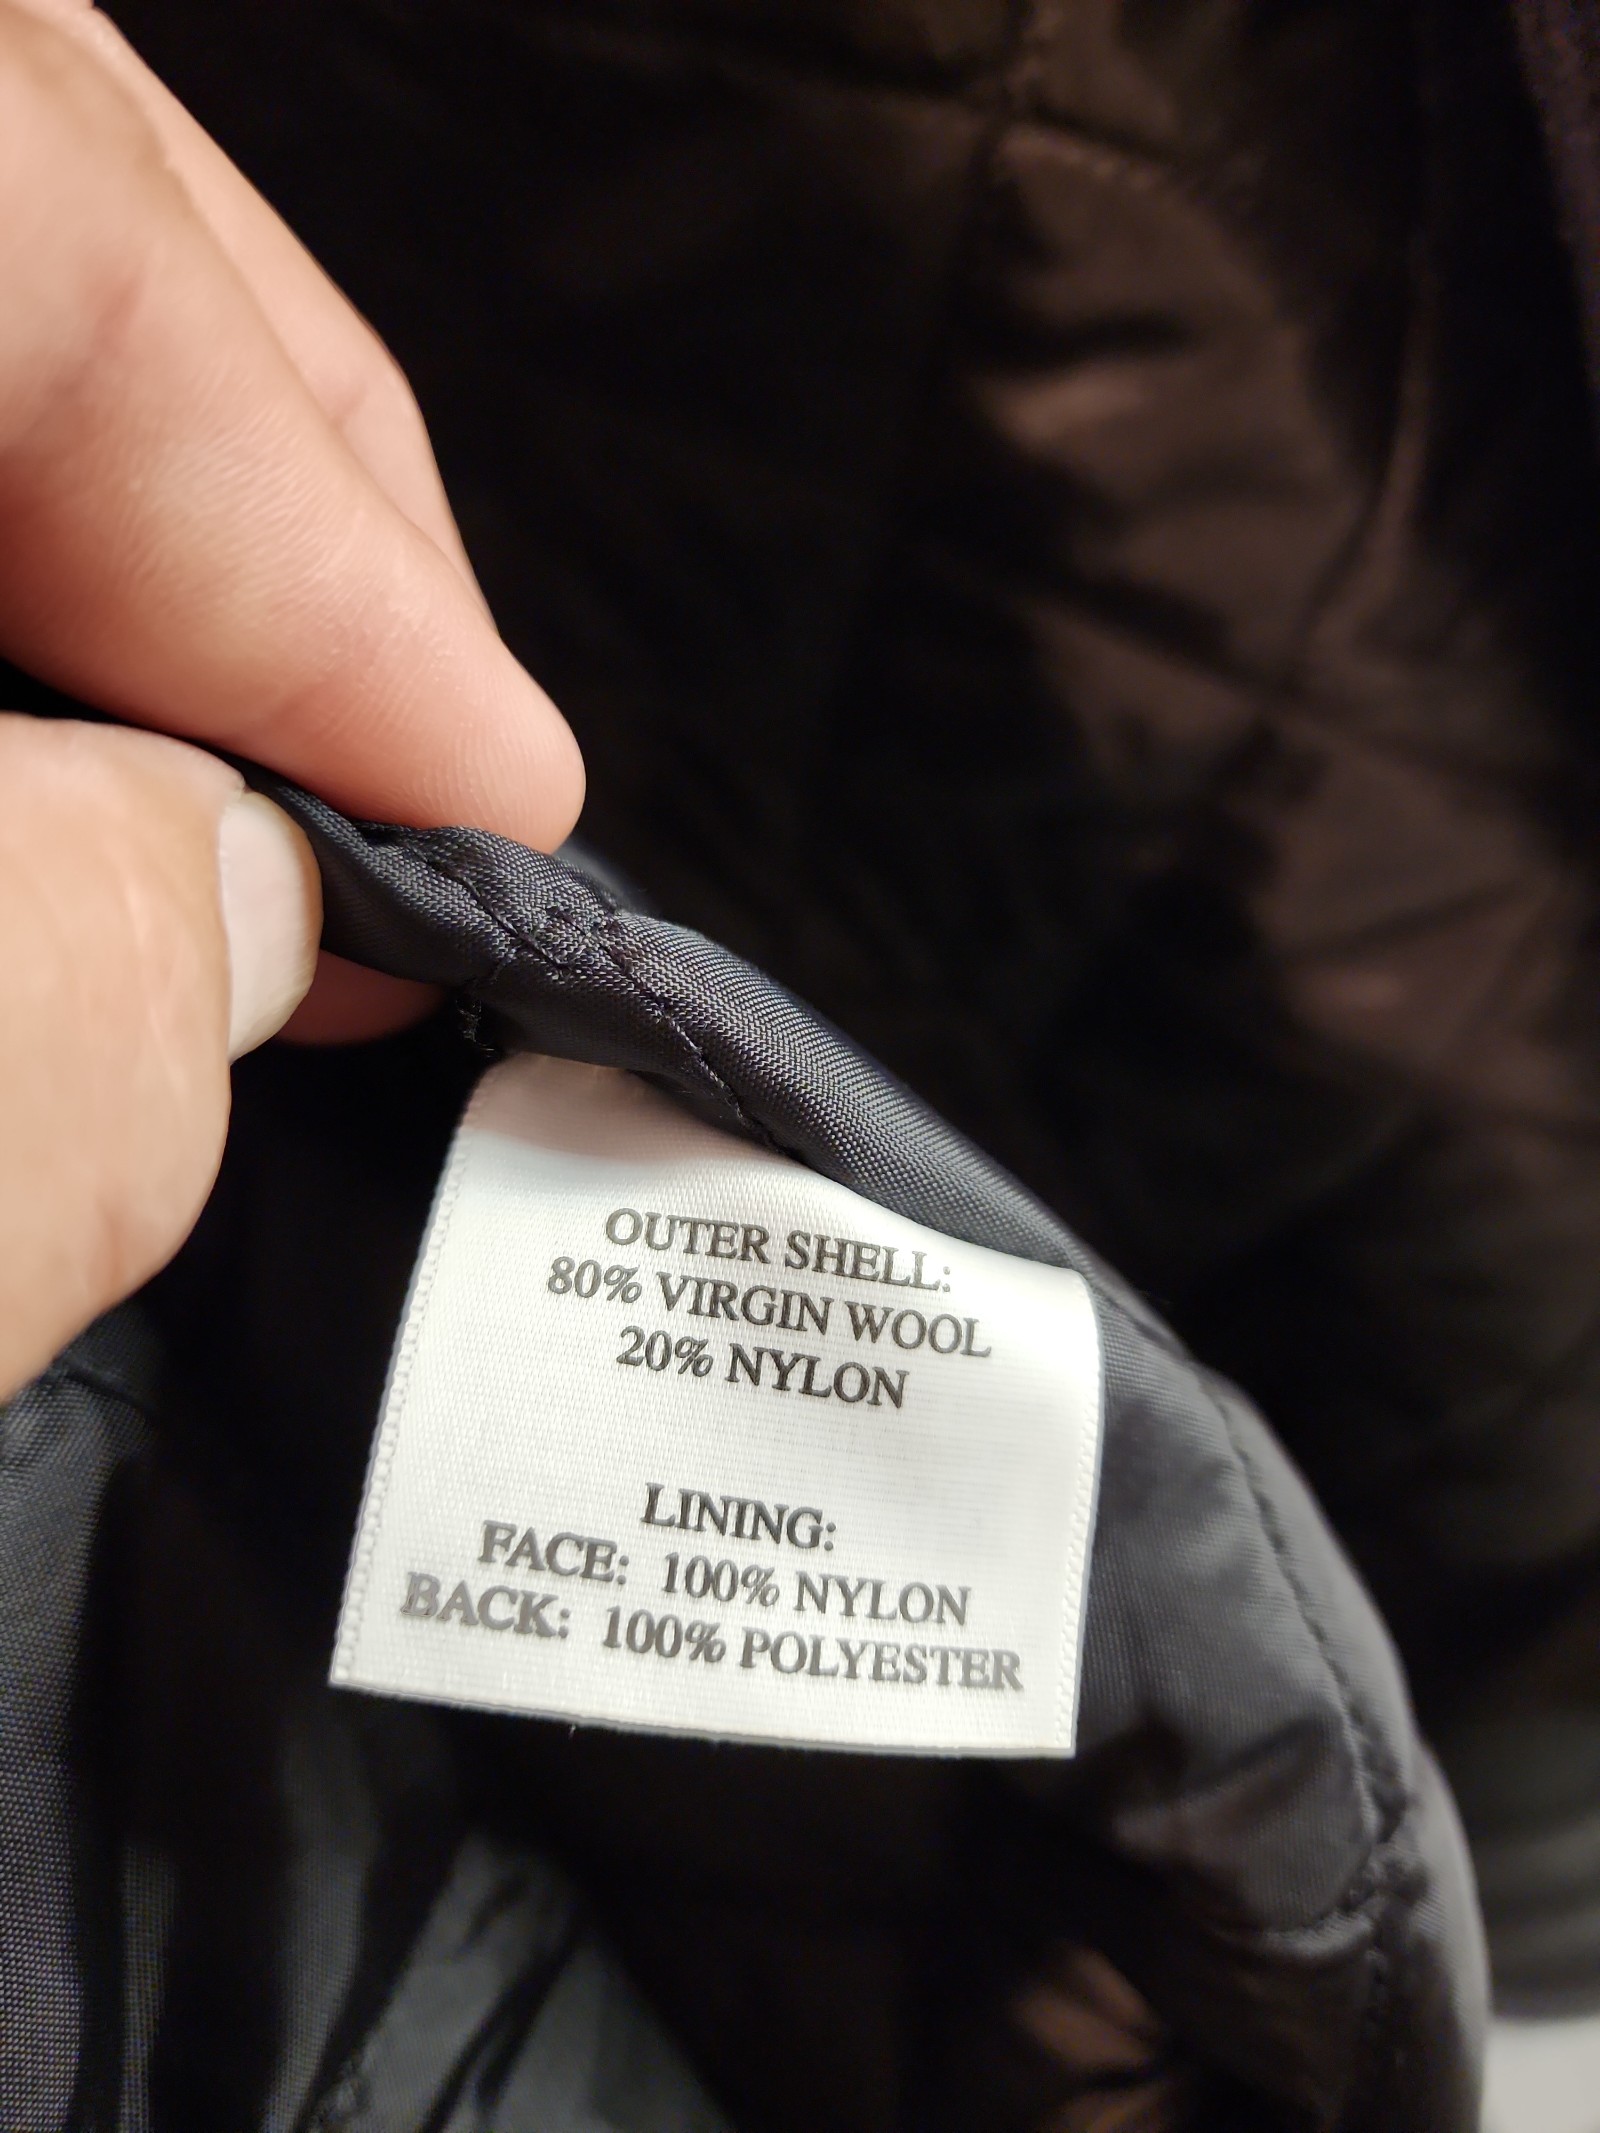 OUTER SHELL:
80% VIRGIN WOOL
20% NYLON
LINING:
FACE: 100% NYLON
BACK: 100% POLYESTER